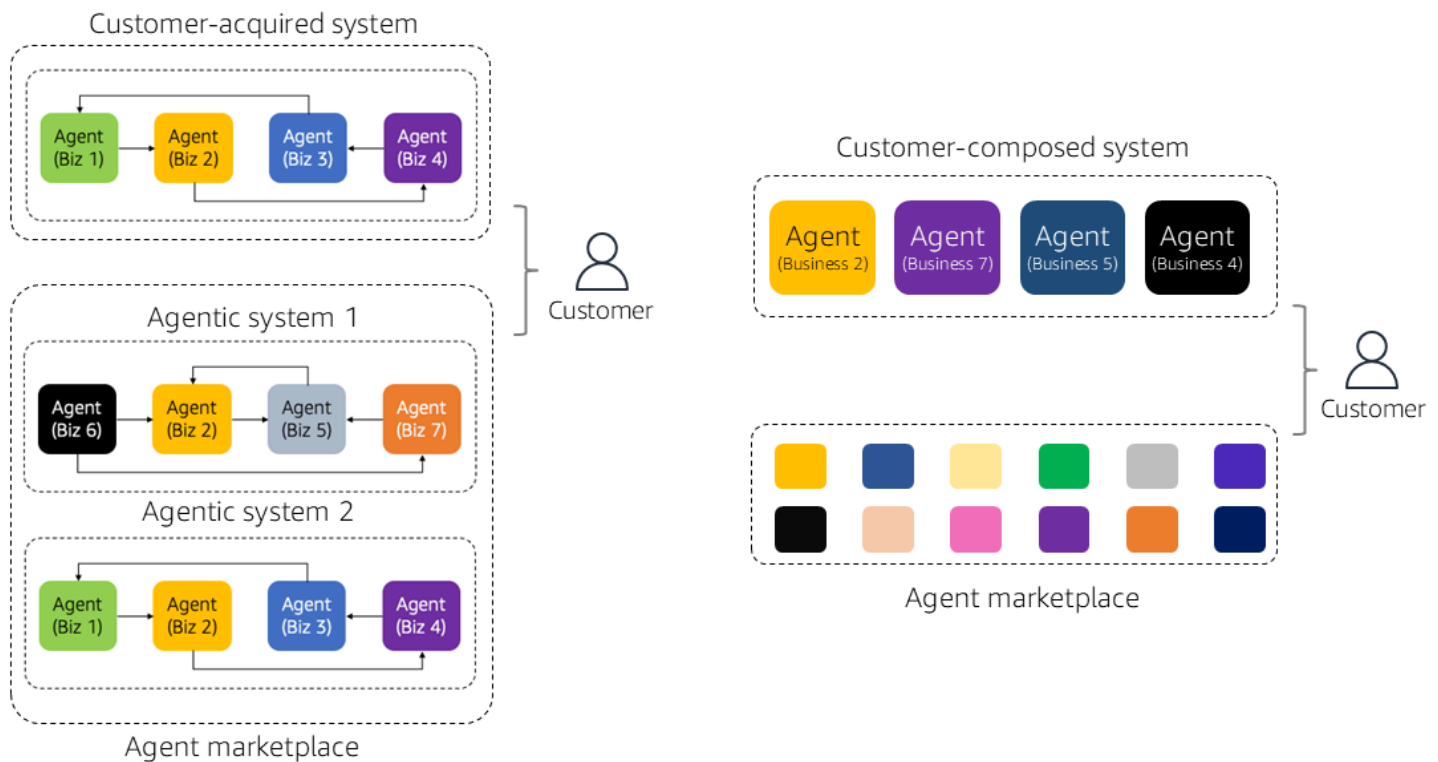 Customer-acquired system
Agent
(Biz 1)
Agent
(Biz 2)
Agent
(Biz 3)
Agent
(Biz 4)
Customer
Agentic system 1
Agent
(Biz 6)
Agent
(Biz 2)
Agent
(Biz 5)
Agent
(Biz 7)
Agentic system 2
Agent
(Biz 1)
Agent
(Biz 2)
Agent
(Biz 3)
Agent
(Biz 4)
Agent marketplace
Customer-composed system
Agent
(Business 2)
Agent
(Business 7)
Agent
(Business 5)
Agent
(Business 4)
Customer
Agent marketplace